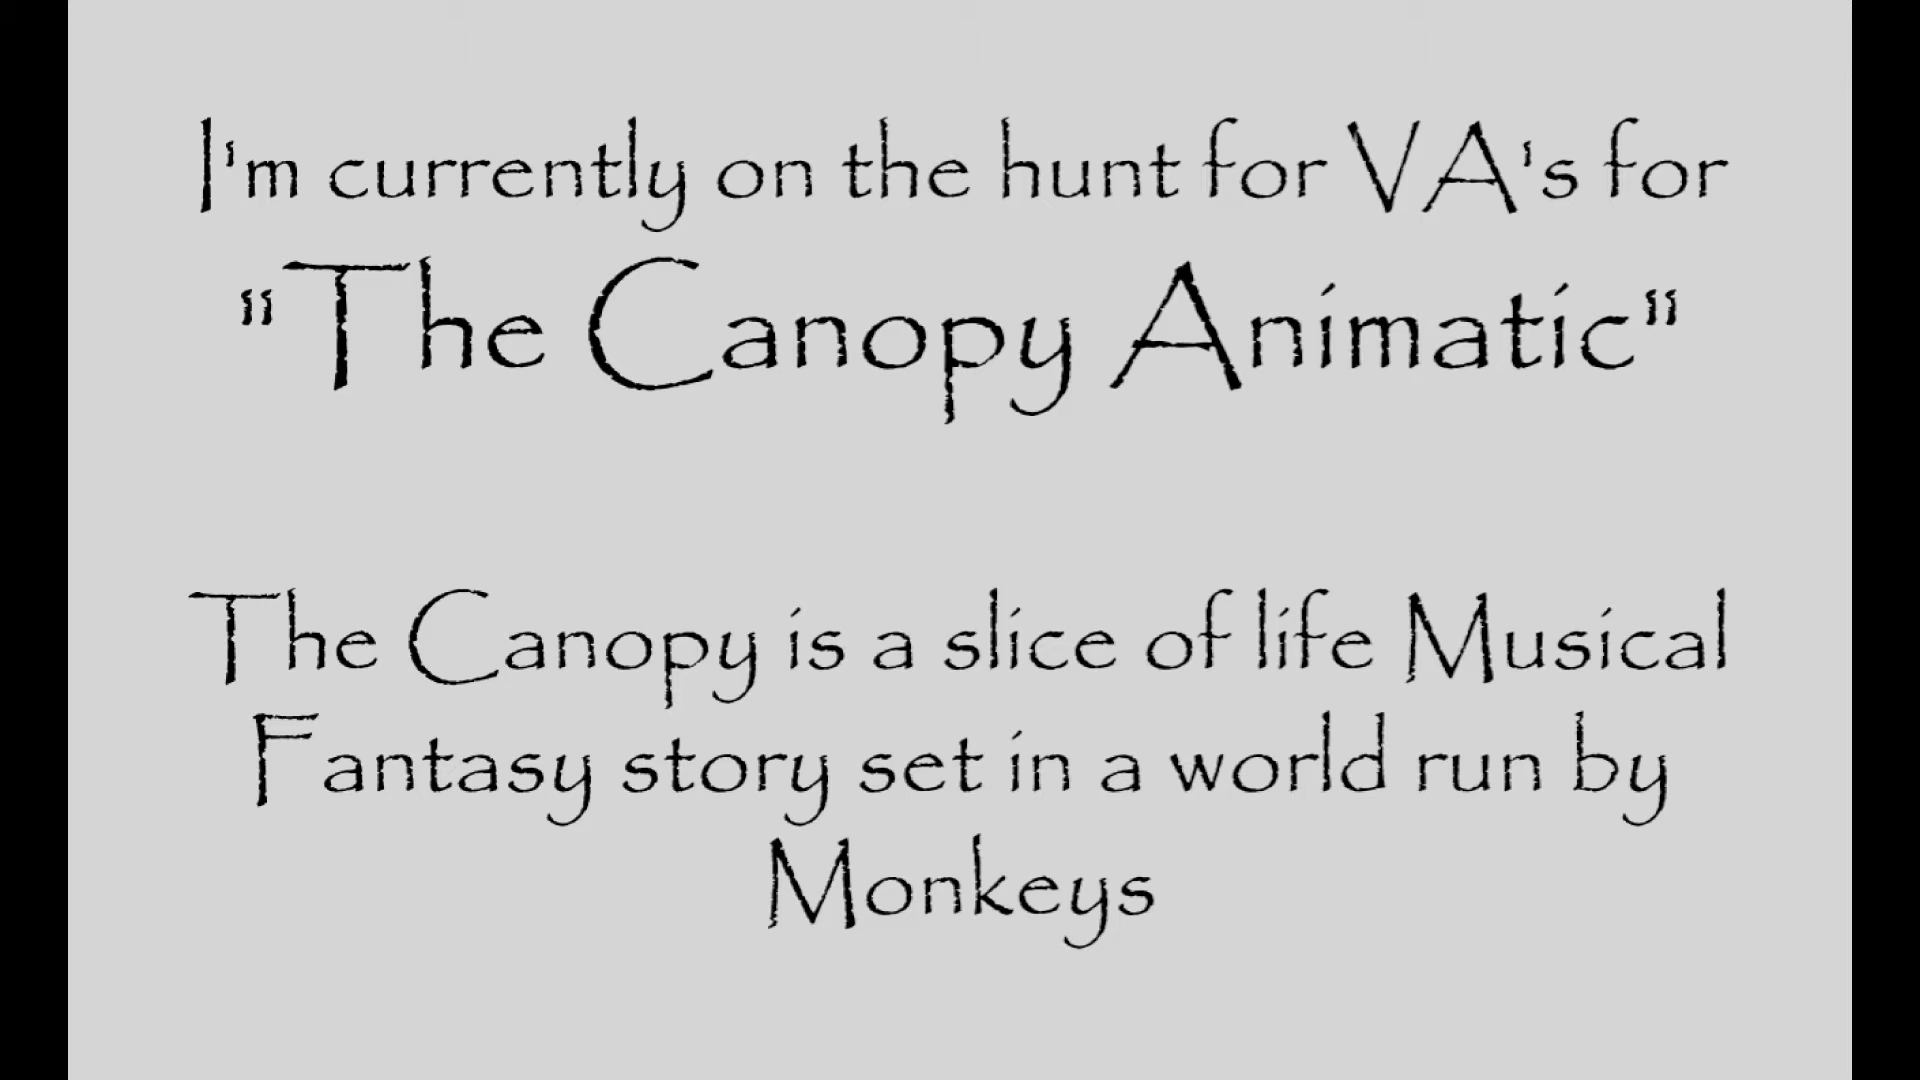 I'm currently on the hunt for VA's for
"The Canopy Animatic"
The Canopy is a slice of life Musical
Fantasy story set in a world run by
Monkeys